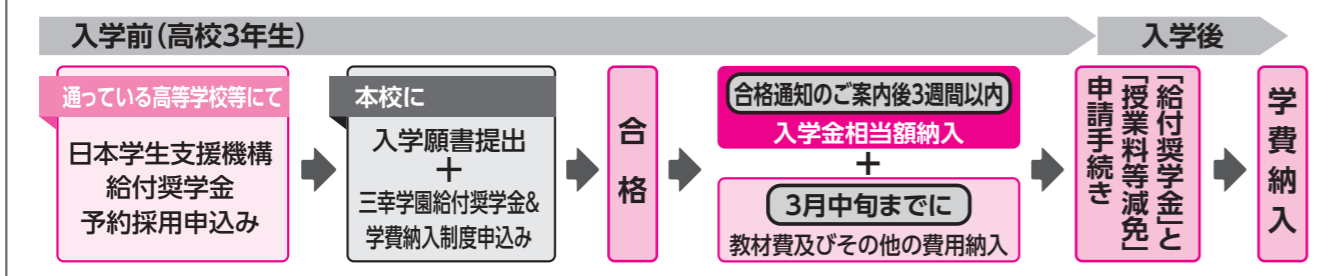 入学前（高校3年生）
入学後
通っている高等学校等にて
日本学生支援機構
給付奨学金
予約採用申込み
本校に
入学願書提出
＋
三幸学園給付奨学金&
学費納入制度申込み
合格
合格通知のご案内後3週間以内
入学金相当額納入
＋
3月中旬までに
教材費及びその他の費用納入
「給付奨学金」と
「授業料等減免」
申請手続き
学費納入